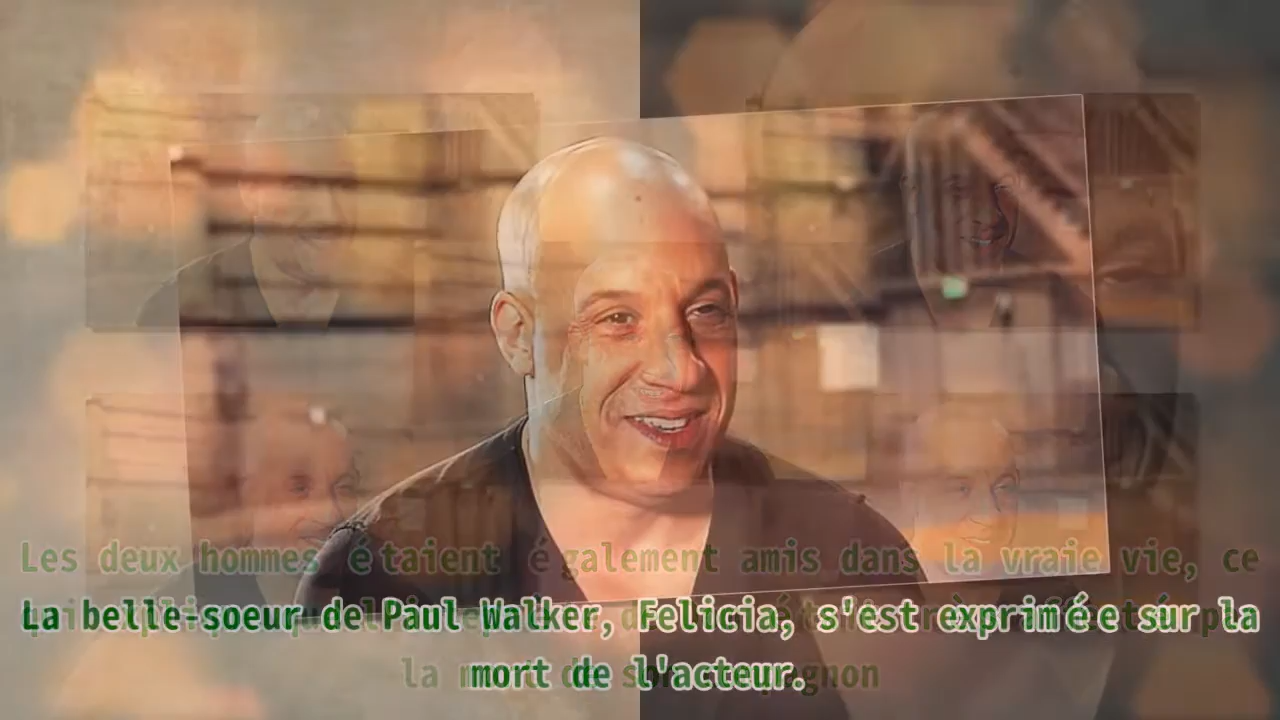 Les deux hommes étaient également amis dans la vraie vie, ce
La belle-soeur de Paul Walker, Felicia, s'est exprimée sur la
mort de l'acteur.